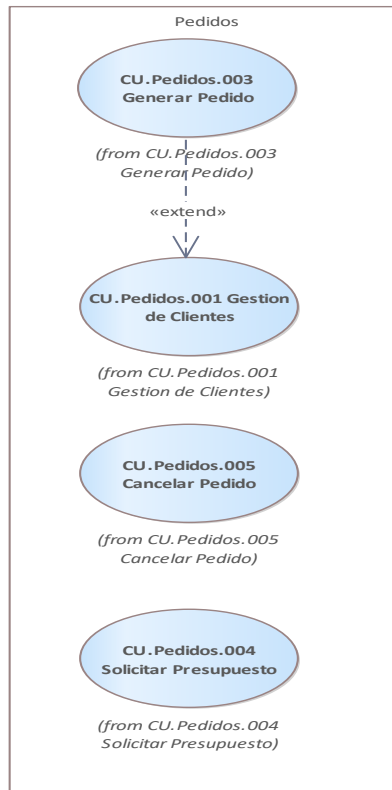 Pedidos
CU.Pedidos.003
Generar Pedido
(from CU.Pedidos.003
Generar Pedido)
«extend»
CU.Pedidos.001 Gestion
de Clientes
(from CU.Pedidos.001
Gestion de Clientes)
CU.Pedidos.005
Cancelar Pedido
(from CU.Pedidos.005
Cancelar Pedido)
CU.Pedidos.004
Solicitar Presupuesto
(from CU.Pedidos.004
Solicitar Presupuesto)